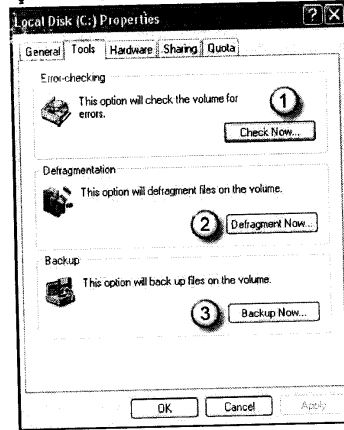 Local Disk (C:) Properties
General Tools Hardware Sharing Quota
Error-checking
This option will check the volume for
errors.
1
Check Now...
Defragmentation
This option will defragment files on the volume.
2 Defragment Now...
Backup
This option will back up files on the volume.
3 Backup Now...
OK Cancel Apply